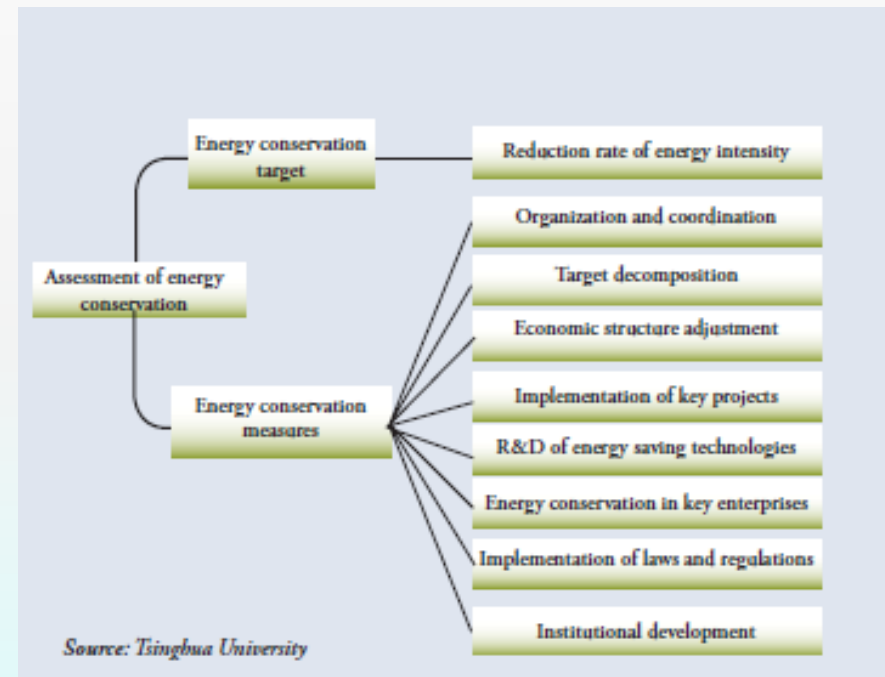 Energy conservation
target
Reduction rate of energy intensity
Organization and coordination
Target decomposition
Assessment of energy
conservation
Economic structure adjustment
Energy conservation
measures
Implementation of key projects
R&D of energy saving technologies
Energy conservation in key enterprises
Implementation of laws and regulations
Institutional development
Source: Tsinghua University